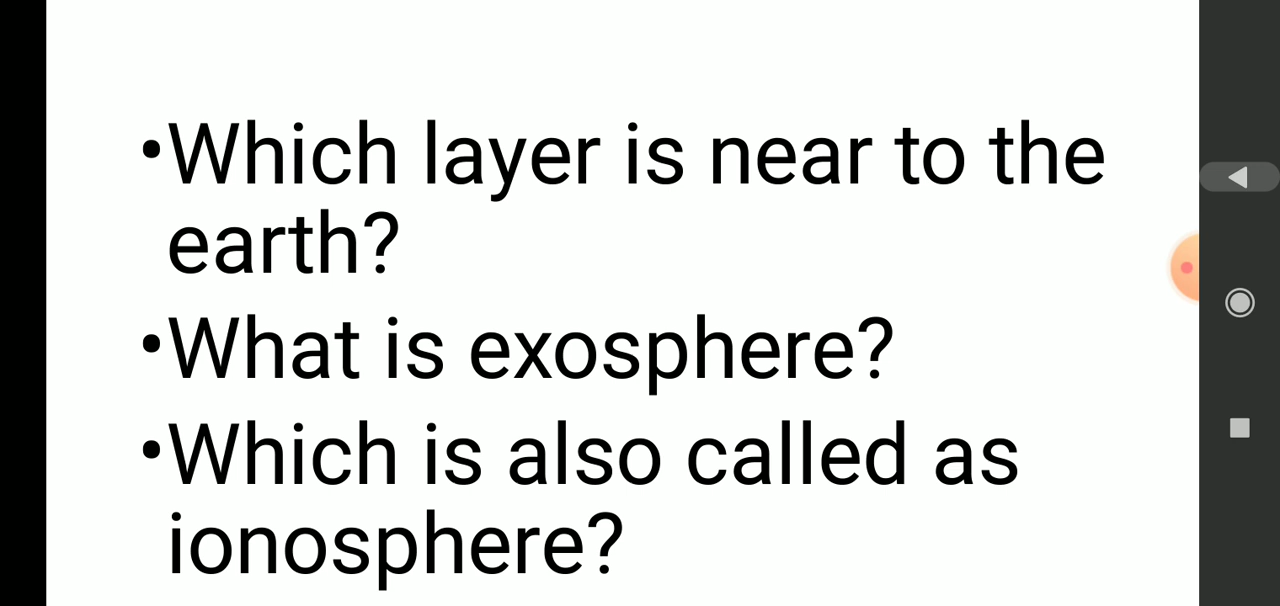 •Which layer is near to the
earth?
•What is exosphere?
•Which is also called as
ionosphere?